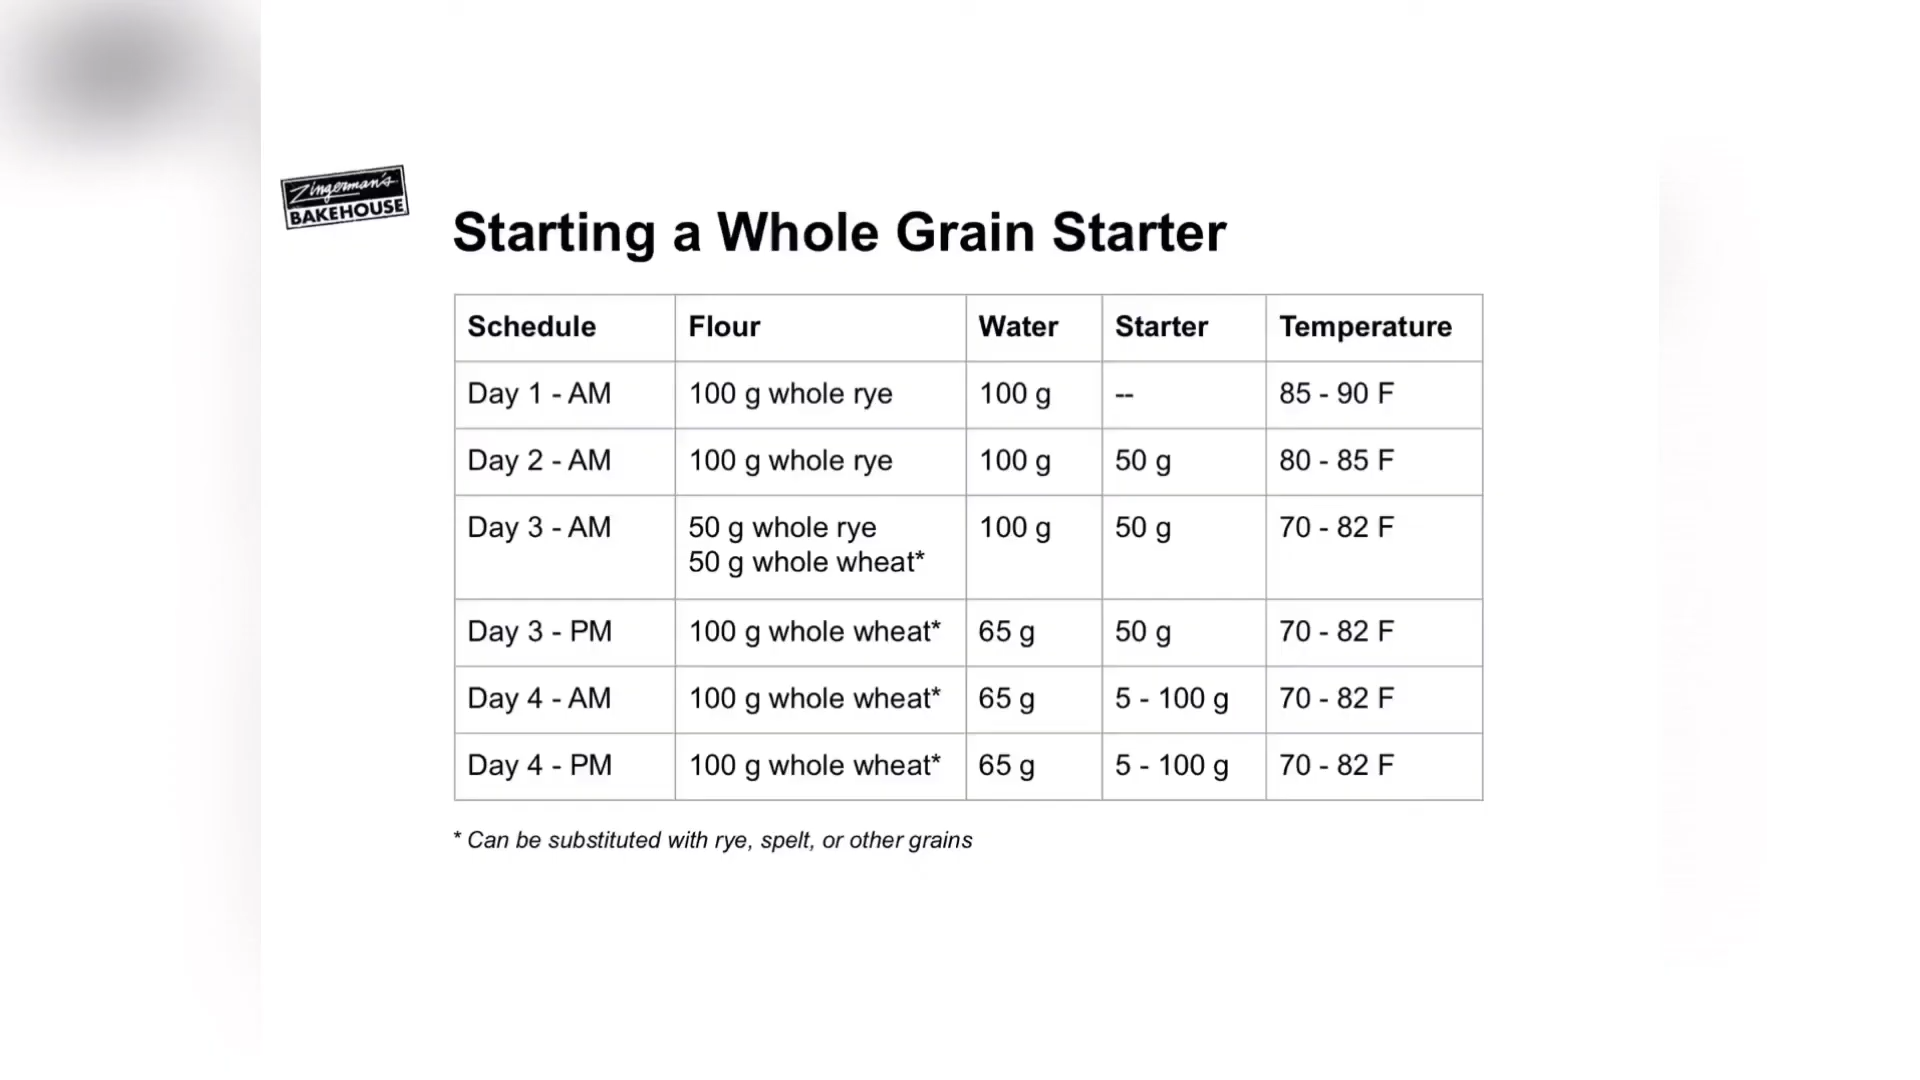 Zingerman's
BAKEHOUSE
Starting a Whole Grain Starter
Schedule Flour Water Starter Temperature
Day 1 - AM 100 g whole rye 100 g -- 85 - 90 F
Day 2 - AM 100 g whole rye 100 g 50 g 80 - 85 F
Day 3 - AM 50 g whole rye 100 g 50 g 70 - 82 F
50 g whole wheat*
Day 3 - PM 100 g whole wheat* 65 g 50 g 70 - 82 F
Day 4 - AM 100 g whole wheat* 65 g 5 - 100 g 70 - 82 F
Day 4 - PM 100 g whole wheat* 65 g 5 - 100 g 70 - 82 F
* Can be substituted with rye, spelt, or other grains